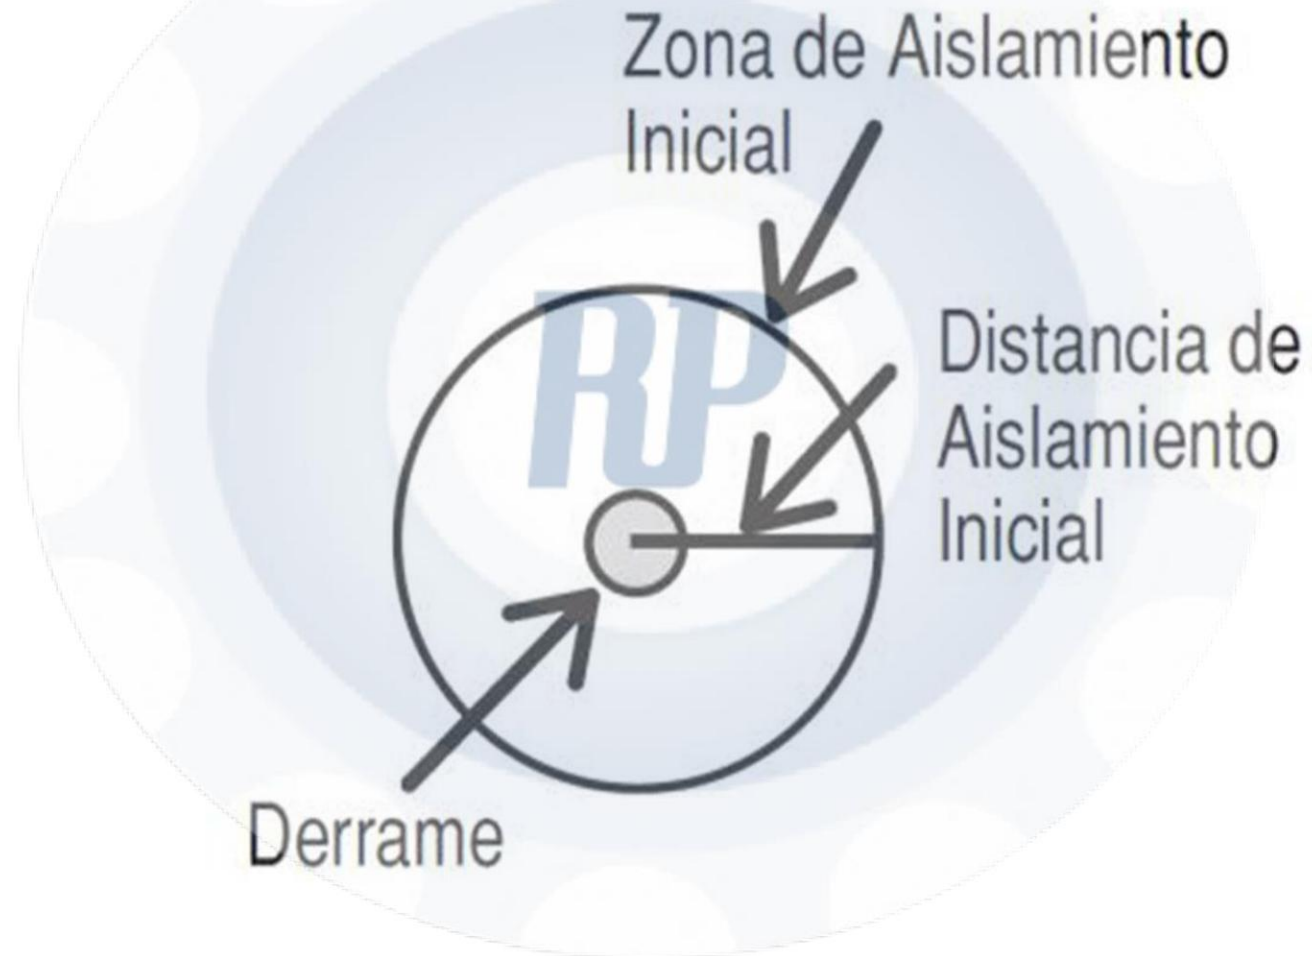 Zona de Aislamiento
Inicial
RP
Distancia de
Aislamiento
Inicial
Derrame